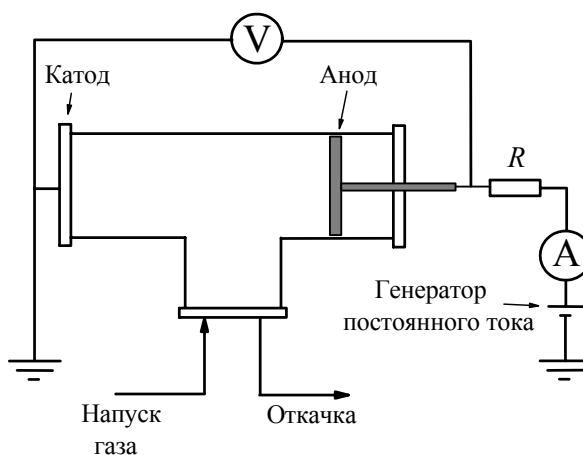 V
Катод
Анод
R
A
Генератор
постоянного тока
Напуск
газа
Откачка